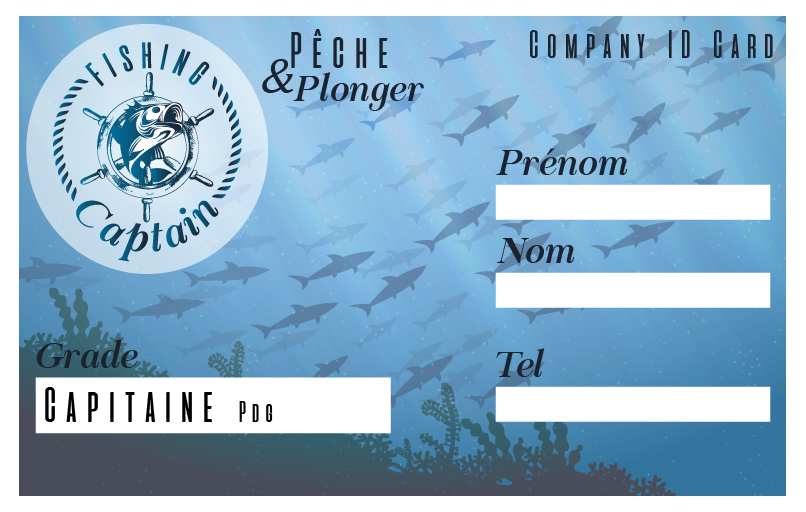 FISHING
Captain
PÊCHE
&Plonger
COMPANY ID CARD
Prénom
Nom
Grade
CAPITAINE PDG
Tel